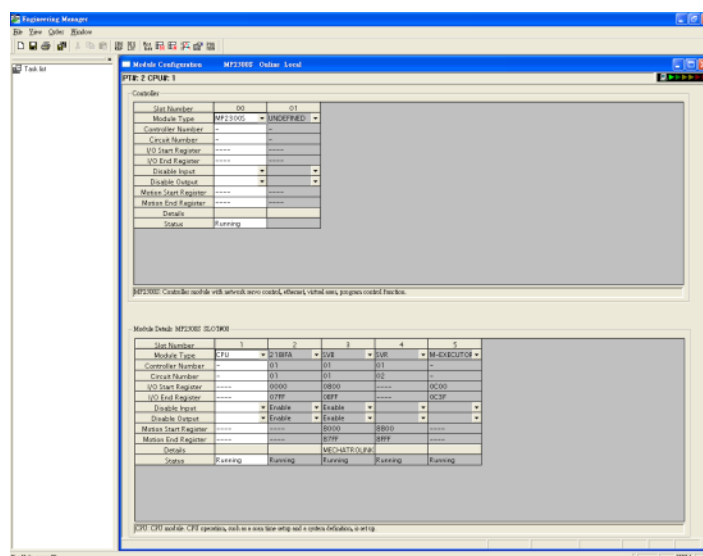 Engineering Manager
File View Order Window
Task list
Module Configuration MP2300S Online Local
PT#: 2 CPU#: 1
Controller
Slot Number 00 01
Module Type MP2300S UNDEFINED
Controller Number - -
Circuit Number - -
I/O Start Register ---- ----
I/O End Register ---- ----
Disable Input
Disable Output
Motion Start Register ---- ----
Motion End Register ---- ----
Details
Status Running
MP2300S: Controller module with network servo control, ethernet, virtual axes, program control function.
Module Details: MP2300S SLOT#00
Slot Number 1 2 3 4 5
Module Type CPU 218IFA SVB SVR M-EXECUTOR
Controller Number - 01 01 01 -
Circuit Number - 01 01 02 -
I/O Start Register ---- 0000 0800 ---- 0C00
I/O End Register ---- 07FF 0BFF ---- 0C3F
Disable Input Enable Enable
Disable Output Enable Enable
Motion Start Register ---- ---- 8000 8800 ----
Motion End Register ---- ---- 87FF 8FFF ----
Details MECHATROLINK
Status Running Running Running Running Running
CPU: CPU module. CPU operation, such as a scan time setup and a system definition, is set up.